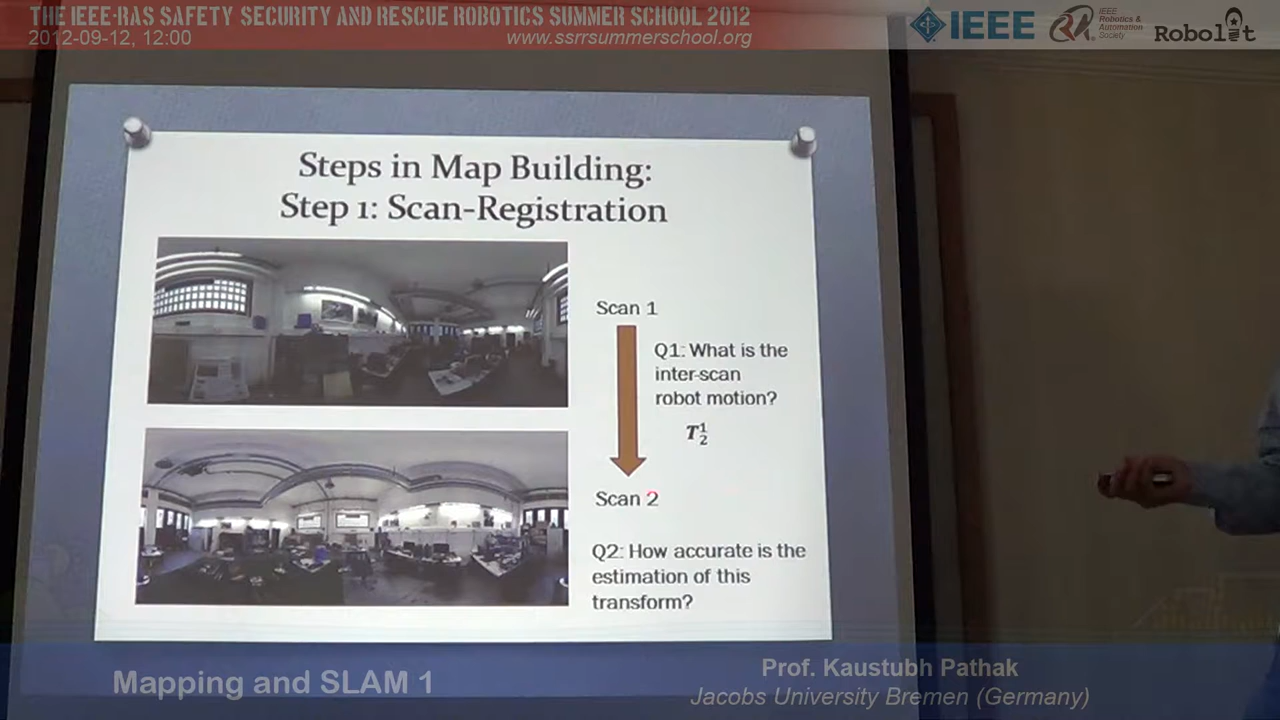 THE IEEE-RAS SAFETY SECURITY AND RESCUE ROBOTICS SUMMER SCHOOL 2012
2012-09-12, 12:00
www.ssrrsummerschool.org
IEEE
IEEE
Robotics &
Automation
Society
Robolit
Steps in Map Building:
Step 1: Scan-Registration
Scan 1
Q1: What is the
inter-scan
robot motion?
T₂¹
Scan 2
Q2: How accurate is the
estimation of this
transform?
Mapping and SLAM 1
Prof. Kaustubh Pathak
Jacobs University Bremen (Germany)